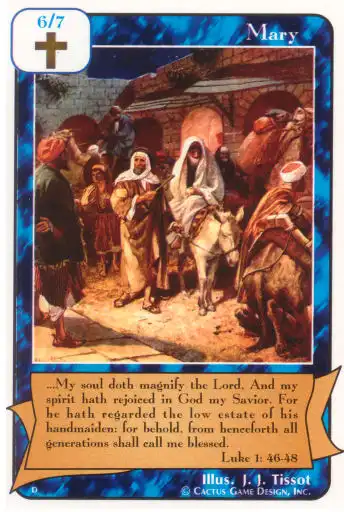 6/7
Mary
...My soul doth magnify the Lord, And my
spirit hath rejoiced in God my Savior. For
he hath regarded the low estate of his
handmaiden: for behold, from henceforth all
generations shall call me blessed.
Luke 1: 46-48
Illus. J. J. Tissot
D
© Cactus Game Design, Inc.